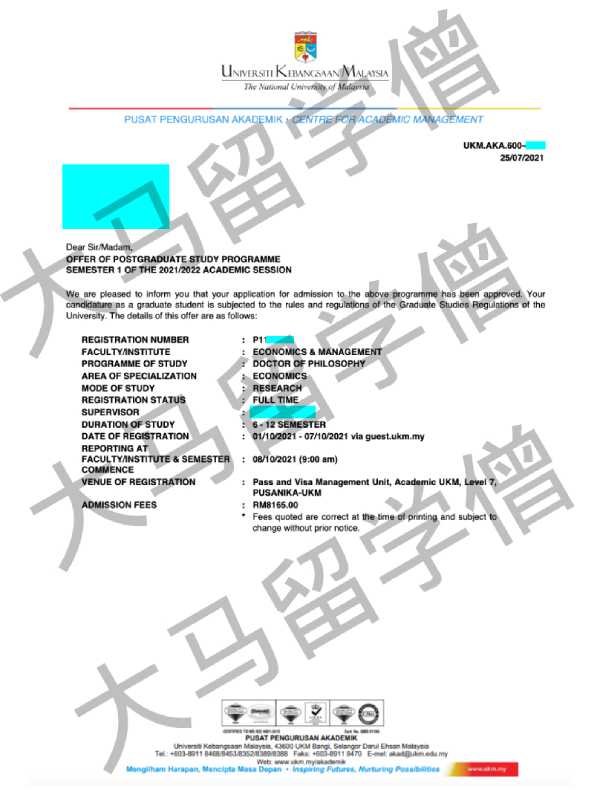 UNIVERSITI KEBANGSAAN MALAYSIA
The National University of Malaysia
PUSAT PENGURUSAN AKADEMIK : CENTRE FOR ACADEMIC MANAGEMENT
UKM.AKA.600-
25/07/2021
Dear Sir/Madam,
OFFER OF POSTGRADUATE STUDY PROGRAMME
SEMESTER 1 OF THE 2021/2022 ACADEMIC SESSION
We are pleased to inform you that your application for admission to the above programme has been approved. Your
candidature as a graduate student is subjected to the rules and regulations of the Graduate Studies Regulations of the
University. The details of this offer are as follows:
REGISTRATION NUMBER : P11
FACULTY/INSTITUTE : ECONOMICS & MANAGEMENT
PROGRAMME OF STUDY : DOCTOR OF PHILOSOPHY
AREA OF SPECIALIZATION : ECONOMICS
MODE OF STUDY : RESEARCH
REGISTRATION STATUS : FULL TIME
SUPERVISOR :
DURATION OF STUDY : 6 - 12 SEMESTER
DATE OF REGISTRATION : 01/10/2021 - 07/10/2021 via guest.ukm.my
REPORTING AT
FACULTY/INSTITUTE & SEMESTER : 08/10/2021 (9:00 am)
COMMENCE
VENUE OF REGISTRATION : Pass and Visa Management Unit, Academic UKM, Level 7,
PUSANIKA-UKM
ADMISSION FEES : RM8165.00
* Fees quoted are correct at the time of printing and subject to
change without prior notice.
PUSAT PENGURUSAN AKADEMIK
Universiti Kebangsaan Malaysia, 43600 UKM Bangi, Selangor Darul Ehsan Malaysia
Tel.: +603-8911 8468/8453/8352/8389/8388 Faks: +603-8911 9470 E-mel: akad@ukm.edu.my
Web: www.ukm.my/akademik
Mengilham Harapan, Mencipta Masa Depan • Inspiring Futures, Nurturing Possibilities
www.ukm.my
大马留学僧
大马留学僧
大马留学僧